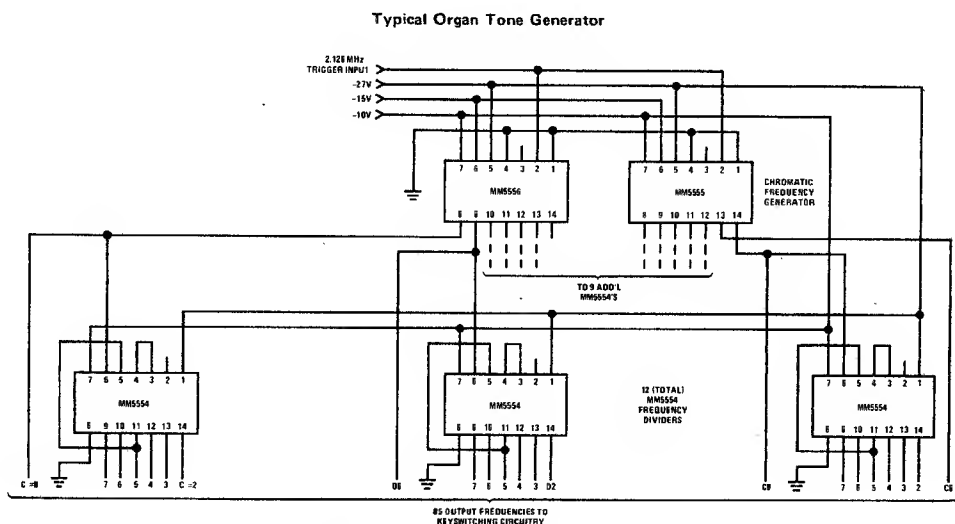 Typical Organ Tone Generator
2.126 MHz
TRIGGER INPUT
-27V
-15V
-10V
7 6 5 4 3 2 1
MM5556
8 9 10 11 12 13 14
7 6 5 4 3 2 1
MM5555
8 9 10 11 12 13 14
CHROMATIC
FREQUENCY
GENERATOR
TO 9 ADD'L
MM5554'S
7 6 5 4 3 2 1
MM5554
8 9 10 11 12 13 14
7 6 5 4 3 2 1
MM5554
8 9 10 11 12 13 14
12 (TOTAL)
MM5554
FREQUENCY
DIVIDERS
7 6 5 4 3 2 1
MM5554
8 9 10 11 12 13 14
7 6 5 4 3
7 6 5 4 3 D2
7 6 5 4 3 2
85 OUTPUT FREQUENCIES TO
KEYSWITCHING CIRCUITRY